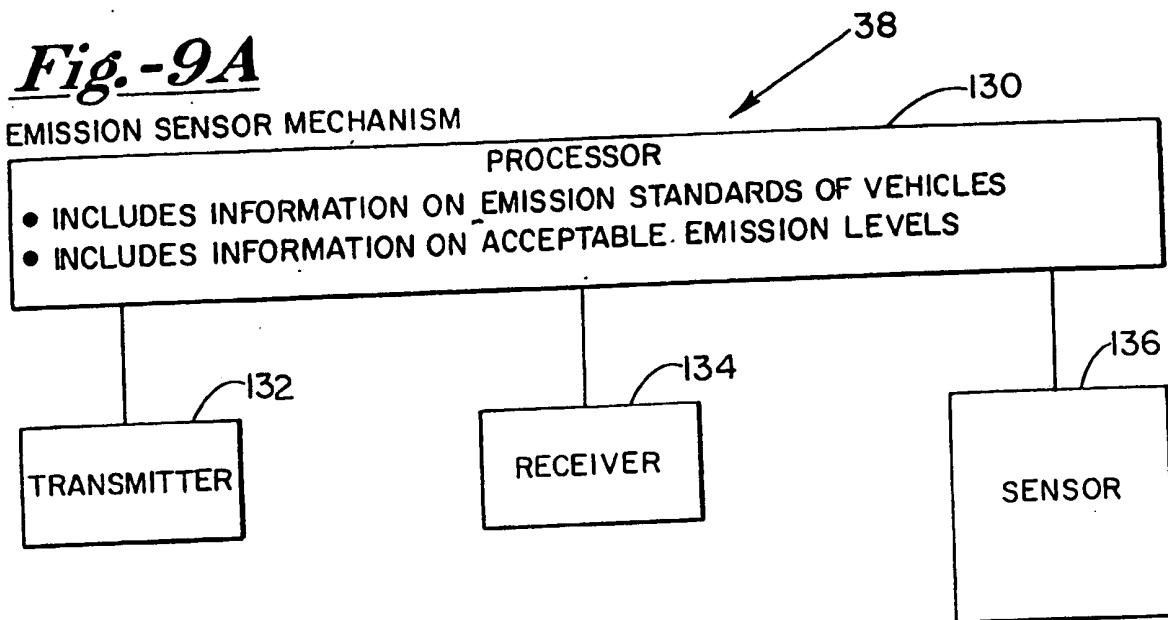 Fig.-9A
38
EMISSION SENSOR MECHANISM
130
PROCESSOR
• INCLUDES INFORMATION ON EMISSION STANDARDS OF VEHICLES
• INCLUDES INFORMATION ON ACCEPTABLE. EMISSION LEVELS
132
134
136
TRANSMITTER
RECEIVER
SENSOR